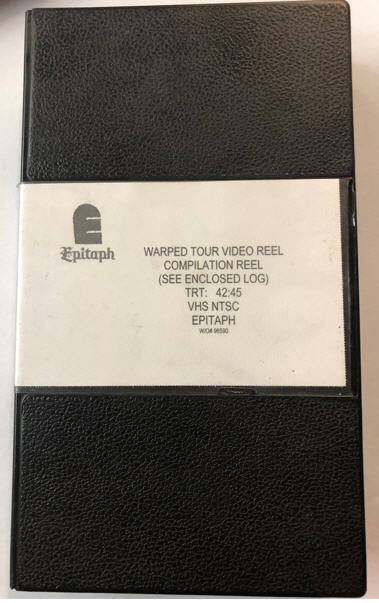 E
Epitaph
WARPED TOUR VIDEO REEL
COMPILATION REEL
(SEE ENCLOSED LOG)
TRT: 42:45
VHS NTSC
EPITAPH
W/O# 96590